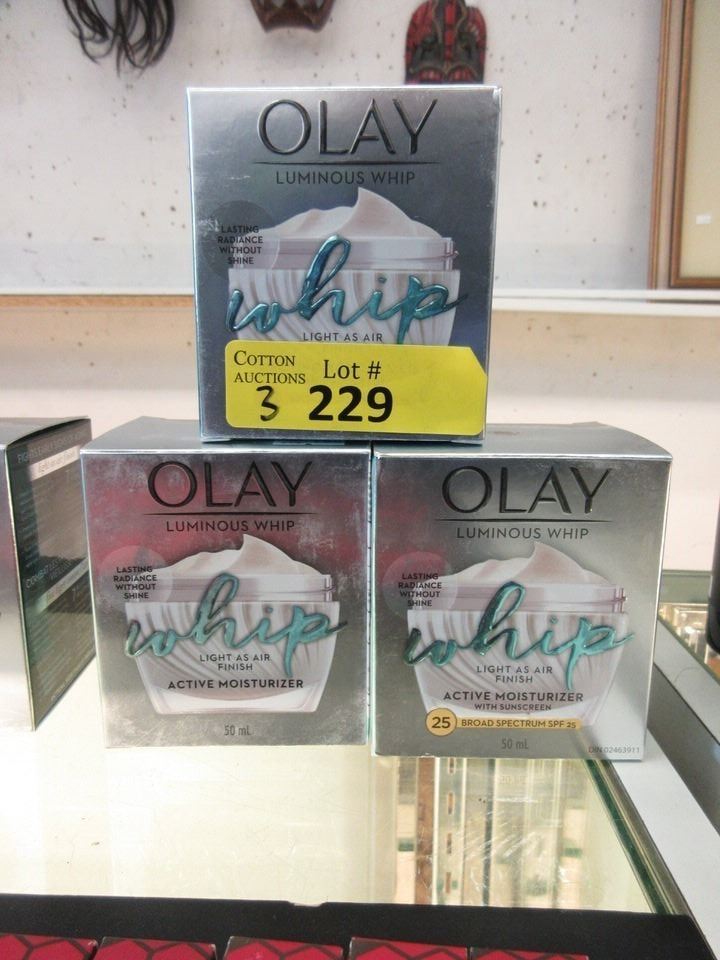 OLAY
LUMINOUS WHIP
LASTING
RADIANCE
WITHOUT
SHINE
whip
LIGHT AS AIR
COTTON
AUCTIONS
Lot #
3 229
OLAY
LUMINOUS WHIP
LASTING
RADIANCE
WITHOUT
SHINE
whip
LIGHT AS AIR
FINISH
ACTIVE MOISTURIZER
50 mL
OLAY
LUMINOUS WHIP
LASTING
RADIANCE
WITHOUT
SHINE
whip
LIGHT AS AIR
FINISH
ACTIVE MOISTURIZER
WITH SUNSCREEN
25 BROAD SPECTRUM SPF 25
50 mL
DIN 02463911